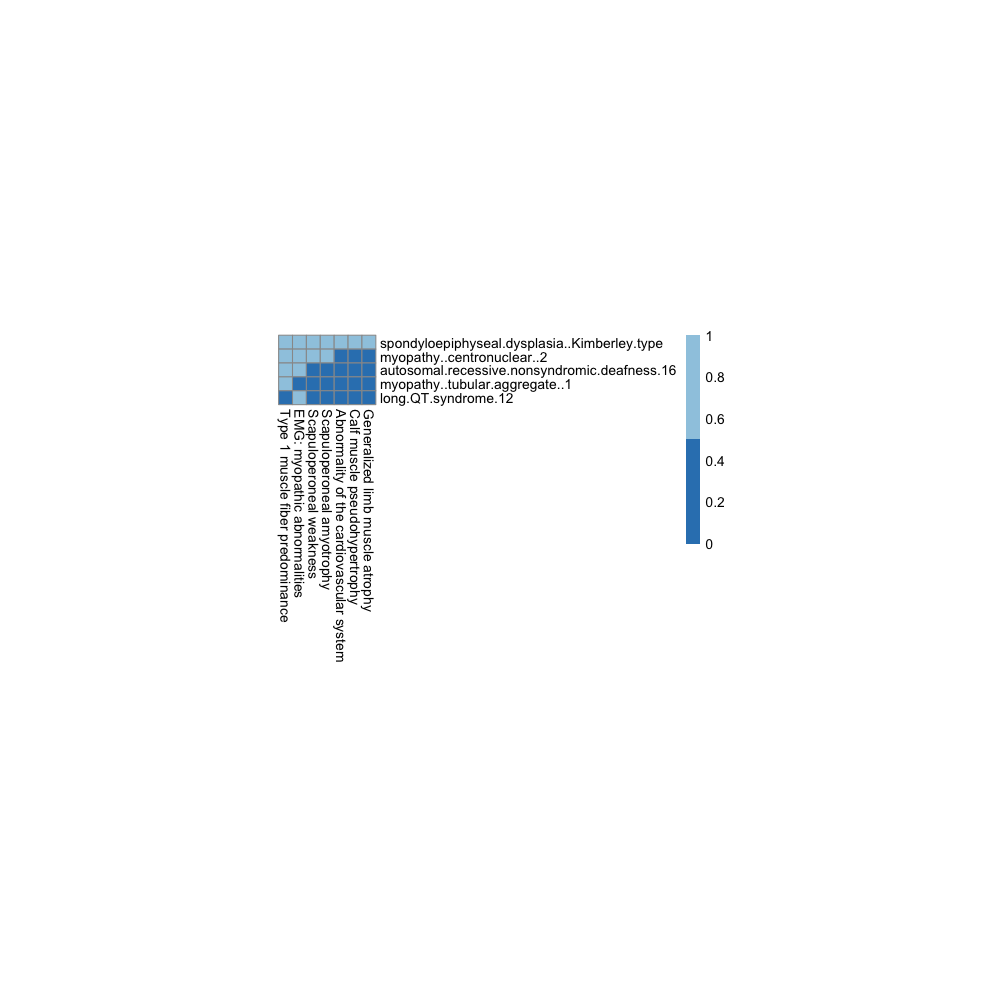 spondyloepiphyseal.dysplasia..Kimberley.type
myopathy..centronuclear..2
autosomal.recessive.nonsyndromic.deafness.16
myopathy..tubular.aggregate..1
long.QT.syndrome.12
Type 1 muscle fiber predominance
EMG: myopathic abnormalities
Scapuloperoneal weakness
Scapuloperoneal amyotrophy
Abnormality of the cardiovascular system
Calf muscle pseudohypertrophy
Generalized limb muscle atrophy
1
0.8
0.6
0.4
0.2
0